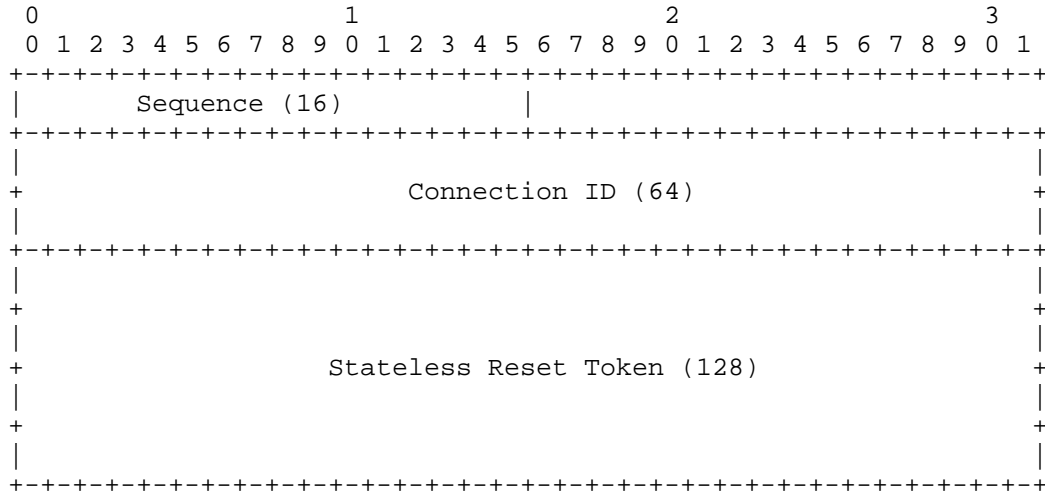 0                   1                   2                   3
 0 1 2 3 4 5 6 7 8 9 0 1 2 3 4 5 6 7 8 9 0 1 2 3 4 5 6 7 8 9 0 1
+-+-+-+-+-+-+-+-+-+-+-+-+-+-+-+-+-+-+-+-+-+-+-+-+-+-+-+-+-+-+-+-+
|       Sequence (16)           |
+-+-+-+-+-+-+-+-+-+-+-+-+-+-+-+-+-+-+-+-+-+-+-+-+-+-+-+-+-+-+-+-+
|                                                               |
+                        Connection ID (64)                     +
|                                                               |
+-+-+-+-+-+-+-+-+-+-+-+-+-+-+-+-+-+-+-+-+-+-+-+-+-+-+-+-+-+-+-+-+
|                                                               |
+                                                               +
|                                                               |
+                   Stateless Reset Token (128)                 +
|                                                               |
+                                                               +
|                                                               |
+-+-+-+-+-+-+-+-+-+-+-+-+-+-+-+-+-+-+-+-+-+-+-+-+-+-+-+-+-+-+-+-+